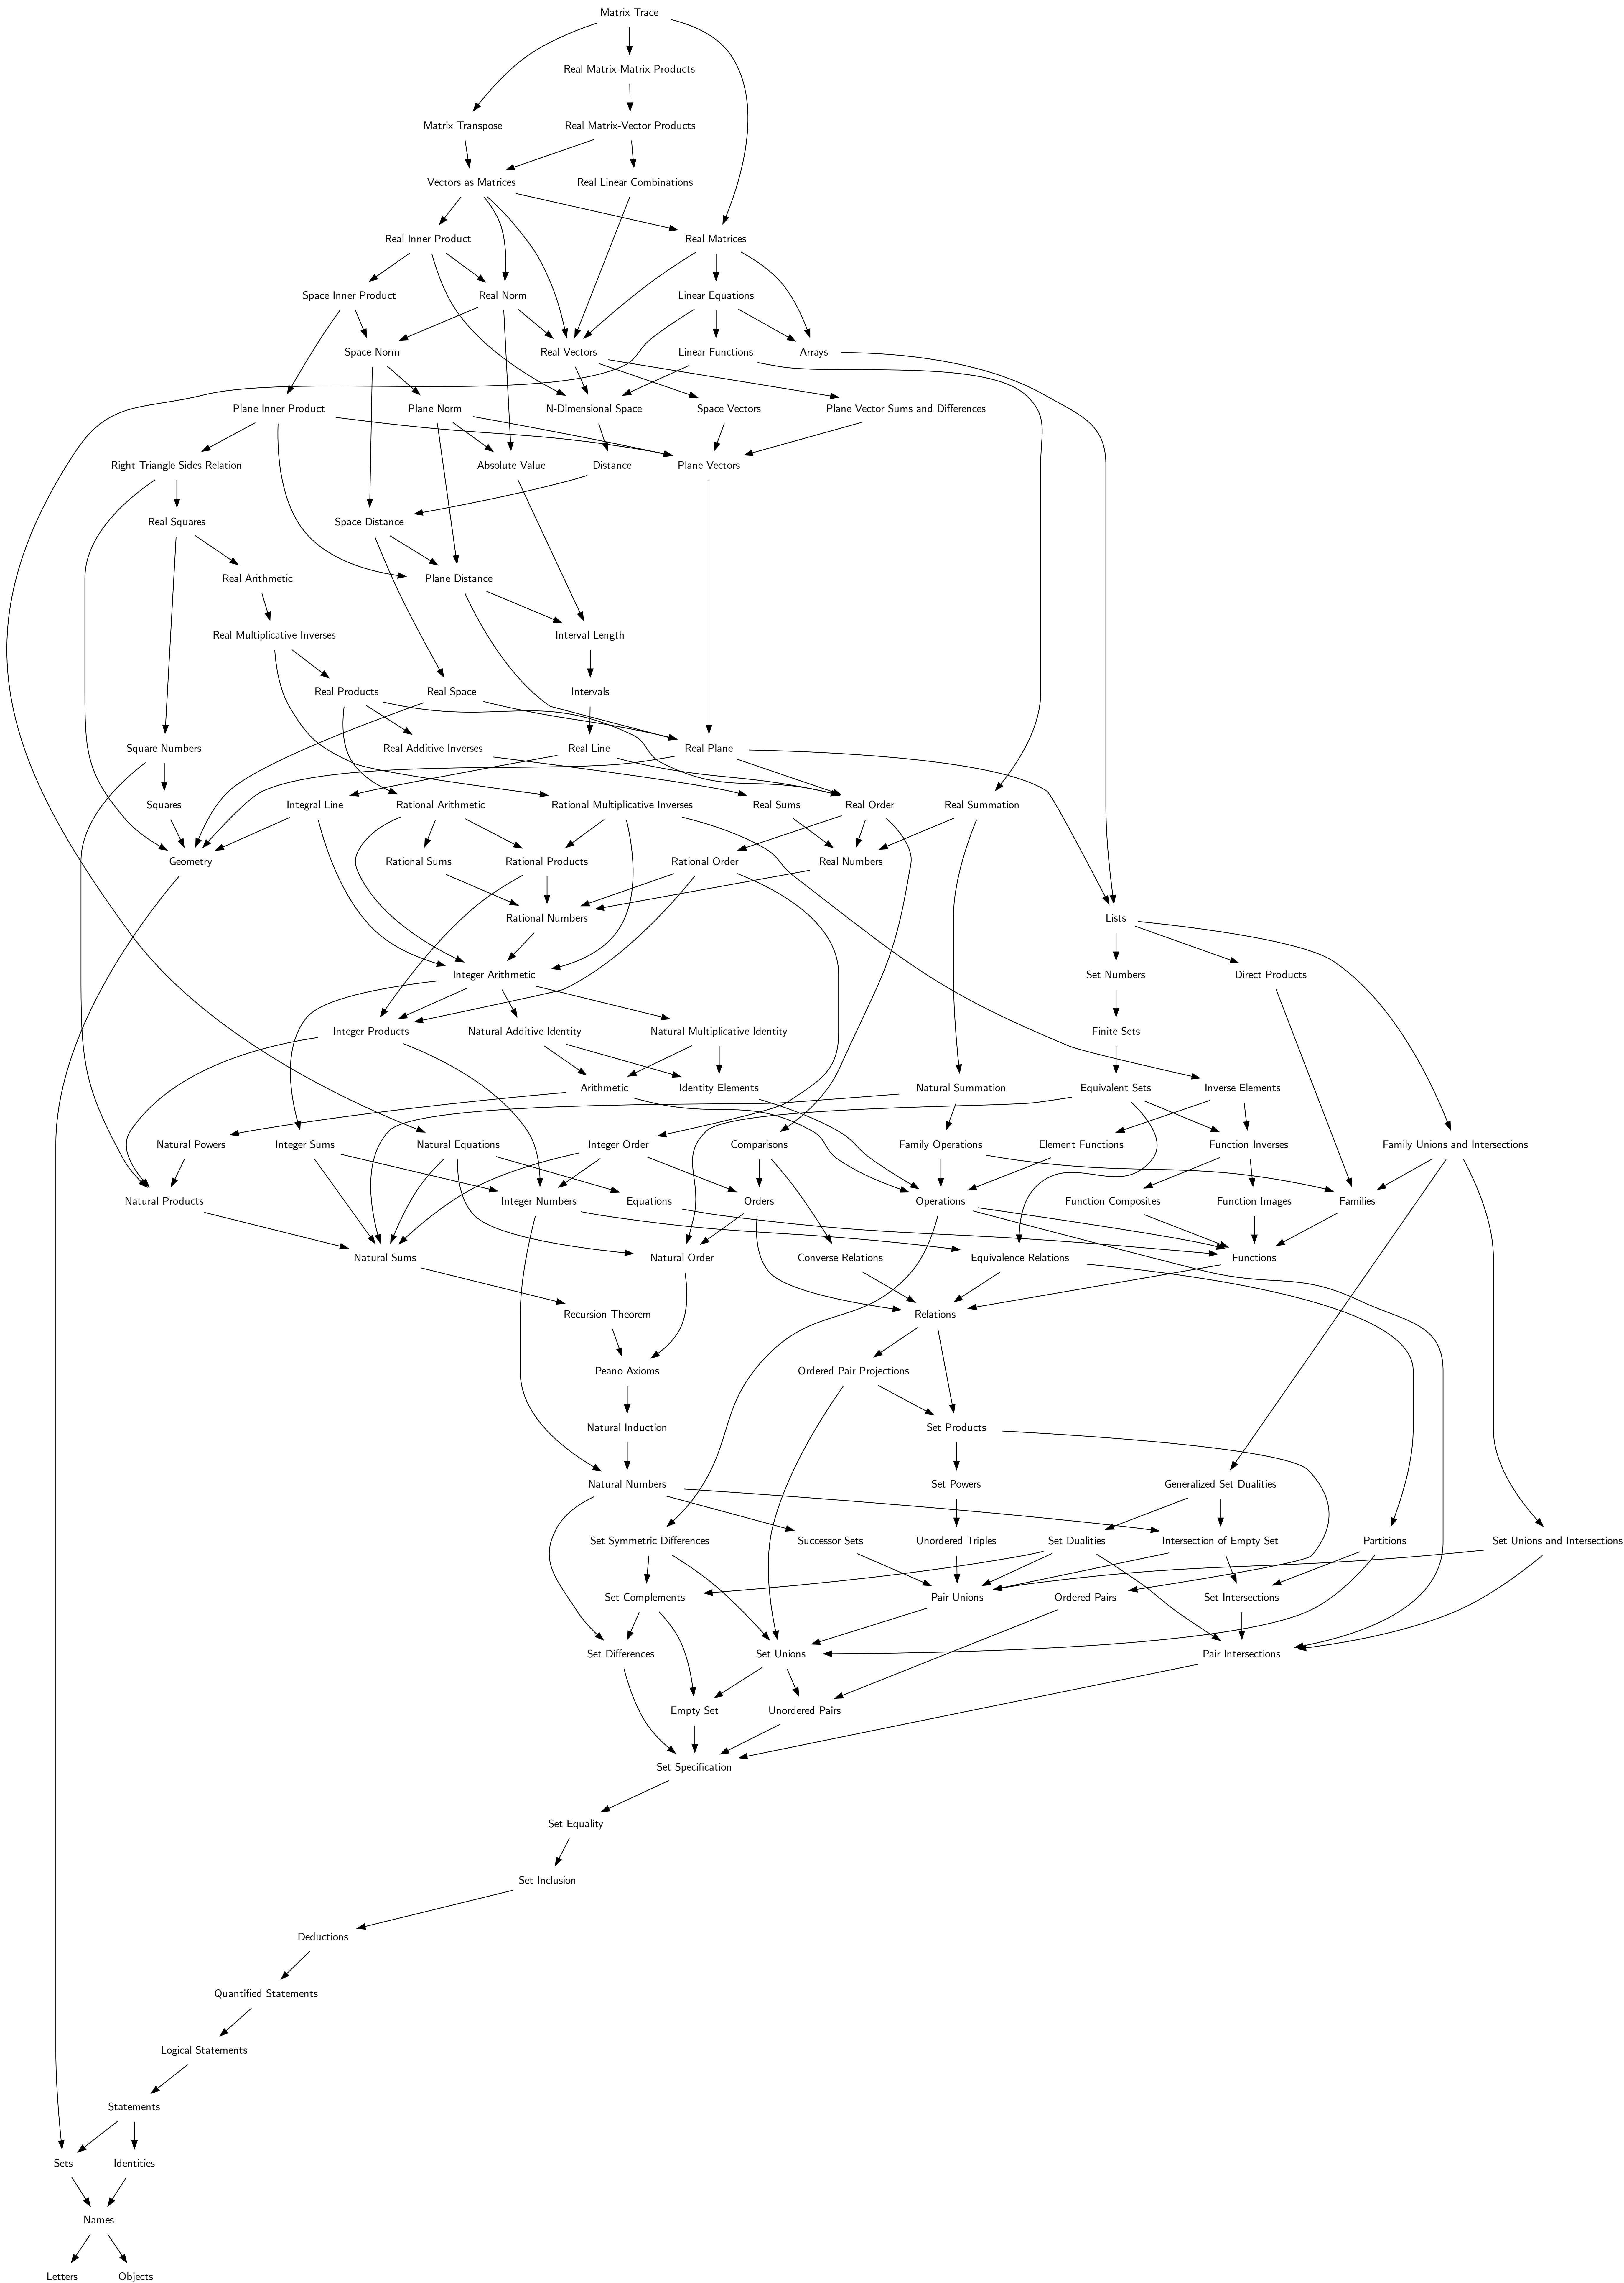 Matrix Trace
Real Matrix-Matrix Products
Matrix Transpose
Real Matrix-Vector Products
Vectors as Matrices
Real Linear Combinations
Real Inner Product
Real Matrices
Space Inner Product
Real Norm
Linear Equations
Space Norm
Real Vectors
Linear Functions
Arrays
Plane Inner Product
Plane Norm
N-Dimensional Space
Space Vectors
Plane Vector Sums and Differences
Right Triangle Sides Relation
Absolute Value
Distance
Plane Vectors
Real Squares
Space Distance
Real Arithmetic
Plane Distance
Real Multiplicative Inverses
Interval Length
Real Products
Real Space
Intervals
Square Numbers
Real Additive Inverses
Real Line
Real Plane
Squares
Integral Line
Rational Arithmetic
Rational Multiplicative Inverses
Real Sums
Real Order
Real Summation
Geometry
Rational Sums
Rational Products
Rational Order
Real Numbers
Rational Numbers
Lists
Integer Arithmetic
Set Numbers
Direct Products
Integer Products
Natural Additive Identity
Natural Multiplicative Identity
Finite Sets
Arithmetic
Identity Elements
Natural Summation
Equivalent Sets
Inverse Elements
Natural Powers
Integer Sums
Natural Equations
Integer Order
Comparisons
Family Operations
Element Functions
Function Inverses
Family Unions and Intersections
Natural Products
Integer Numbers
Equations
Orders
Operations
Function Composites
Function Images
Families
Natural Sums
Natural Order
Converse Relations
Equivalence Relations
Functions
Recursion Theorem
Relations
Peano Axioms
Ordered Pair Projections
Natural Induction
Set Products
Natural Numbers
Set Powers
Generalized Set Dualities
Set Symmetric Differences
Successor Sets
Unordered Triples
Set Dualities
Intersection of Empty Set
Partitions
Set Unions and Intersections
Set Complements
Pair Unions
Ordered Pairs
Set Intersections
Set Differences
Set Unions
Pair Intersections
Empty Set
Unordered Pairs
Set Specification
Set Equality
Set Inclusion
Deductions
Quantified Statements
Logical Statements
Statements
Sets
Identities
Names
Letters
Objects